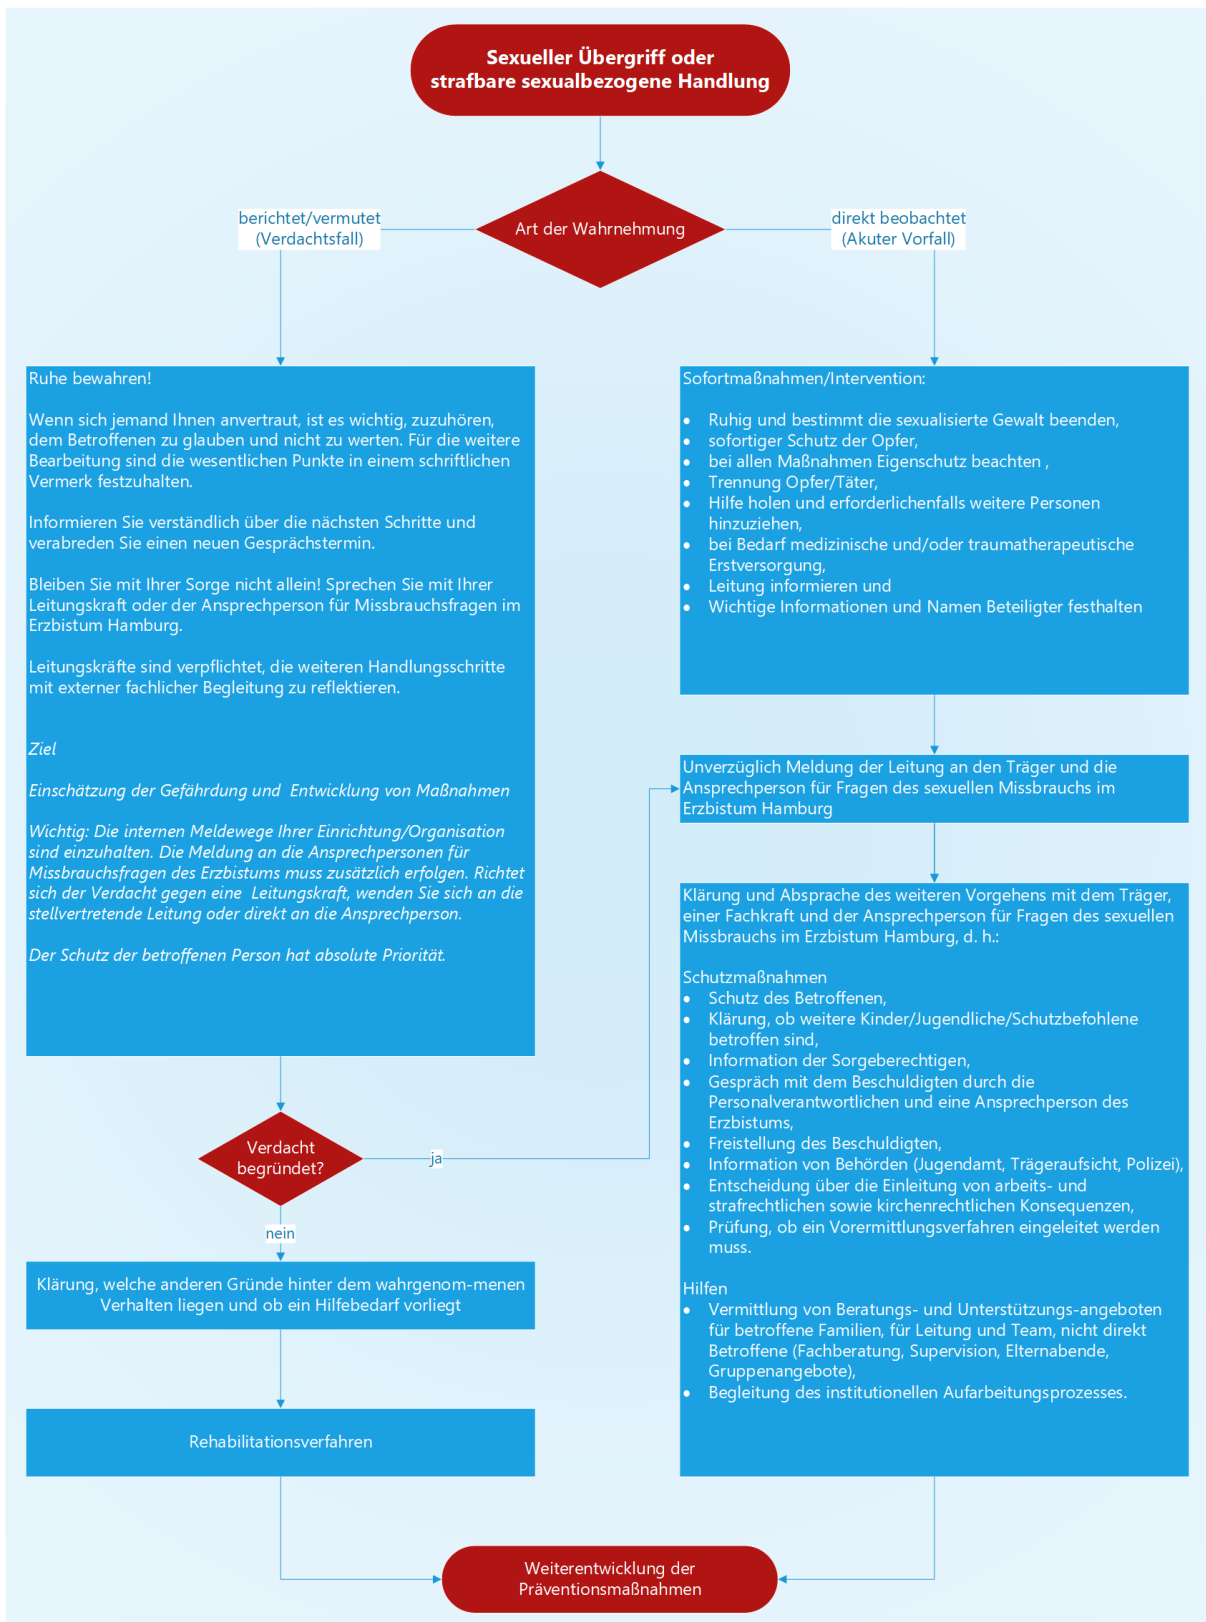 Sexueller Übergriff oder
strafbare sexualbezogene Handlung
Art der Wahrnehmung
berichtet/vermutet
(Verdachtsfall)
direkt beobachtet
(Akuter Vorfall)
Ruhe bewahren!
Wenn sich jemand Ihnen anvertraut, ist es wichtig, zuzuhören,
dem Betroffenen zu glauben und nicht zu werten. Für die weitere
Bearbeitung sind die wesentlichen Punkte in einem schriftlichen
Vermerk festzuhalten.
Informieren Sie verständlich über die nächsten Schritte und
verabreden Sie einen neuen Gesprächstermin.
Bleiben Sie mit Ihrer Sorge nicht allein! Sprechen Sie mit Ihrer
Leitungskraft oder der Ansprechperson für Missbrauchsfragen im
Erzbistum Hamburg.
Leitungskräfte sind verpflichtet, die weiteren Handlungsschritte
mit externer fachlicher Begleitung zu reflektieren.
Ziel
Einschätzung der Gefährdung und  Entwicklung von Maßnahmen
Wichtig: Die internen Meldewege Ihrer Einrichtung/Organisation
sind einzuhalten. Die Meldung an die Ansprechpersonen für
Missbrauchsfragen des Erzbistums muss zusätzlich erfolgen. Richtet
sich der Verdacht gegen eine  Leitungskraft, wenden Sie sich an die
stellvertretende Leitung oder direkt an die Ansprechperson.
Der Schutz der betroffenen Person hat absolute Priorität.
Verdacht
begründet?
ja
nein
Klärung, welche anderen Gründe hinter dem wahrgenom-menen
Verhalten liegen und ob ein Hilfebedarf vorliegt
Rehabilitationsverfahren
Sofortmaßnahmen/Intervention:
• Ruhig und bestimmt die sexualisierte Gewalt beenden,
• sofortiger Schutz der Opfer,
• bei allen Maßnahmen Eigenschutz beachten ,
• Trennung Opfer/Täter,
• Hilfe holen und erforderlichenfalls weitere Personen
hinzuziehen,
• bei Bedarf medizinische und/oder traumatherapeutische
Erstversorgung,
• Leitung informieren und
• Wichtige Informationen und Namen Beteiligter festhalten
Unverzüglich Meldung der Leitung an den Träger und die
Ansprechperson für Fragen des sexuellen Missbrauchs im
Erzbistum Hamburg
Klärung und Absprache des weiteren Vorgehens mit dem Träger,
einer Fachkraft und der Ansprechperson für Fragen des sexuellen
Missbrauchs im Erzbistum Hamburg, d. h.:
Schutzmaßnahmen
• Schutz des Betroffenen,
• Klärung, ob weitere Kinder/Jugendliche/Schutzbefohlene
betroffen sind,
• Information der Sorgeberechtigen,
• Gespräch mit dem Beschuldigten durch die
Personalverantwortlichen und eine Ansprechperson des
Erzbistums,
• Freistellung des Beschuldigten,
• Information von Behörden (Jugendamt, Trägeraufsicht, Polizei),
• Entscheidung über die Einleitung von arbeits- und
strafrechtlichen sowie kirchenrechtlichen Konsequenzen,
• Prüfung, ob ein Vorermittlungsverfahren eingeleitet werden
muss.
Hilfen
• Vermittlung von Beratungs- und Unterstützungs-angeboten
für betroffene Familien, für Leitung und Team, nicht direkt
Betroffene (Fachberatung, Supervision, Elternabende,
Gruppenangebote),
• Begleitung des institutionellen Aufarbeitungsprozesses.
Weiterentwicklung der
Präventionsmaßnahmen